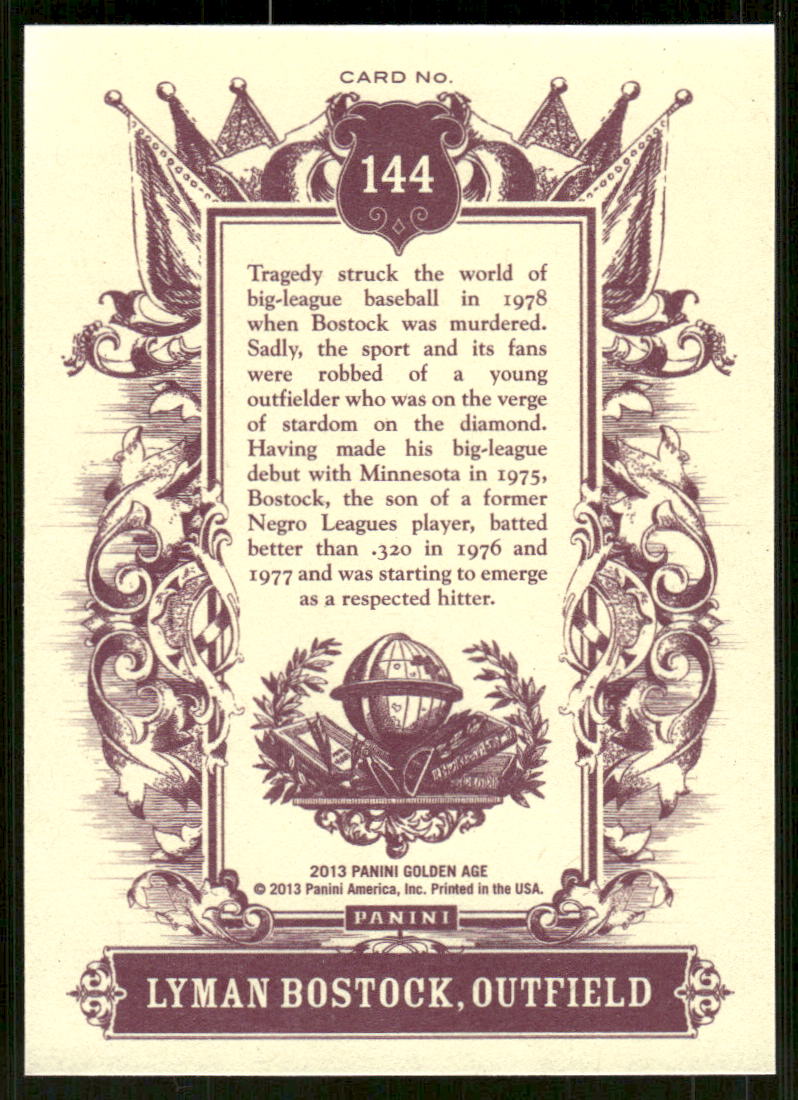 CARD No.
144
Tragedy struck the world of
big-league baseball in 1978
when Bostock was murdered.
Sadly, the sport and its fans
were robbed of a young
outfielder who was on the verge
of stardom on the diamond.
Having made his big-league
debut with Minnesota in 1975,
Bostock, the son of a former
Negro Leagues player, batted
better than .320 in 1976 and
1977 and was starting to emerge
as a respected hitter.
2013 PANINI GOLDEN AGE
© 2013 Panini America, Inc. Printed in the USA.
PANINI
LYMAN BOSTOCK, OUTFIELD